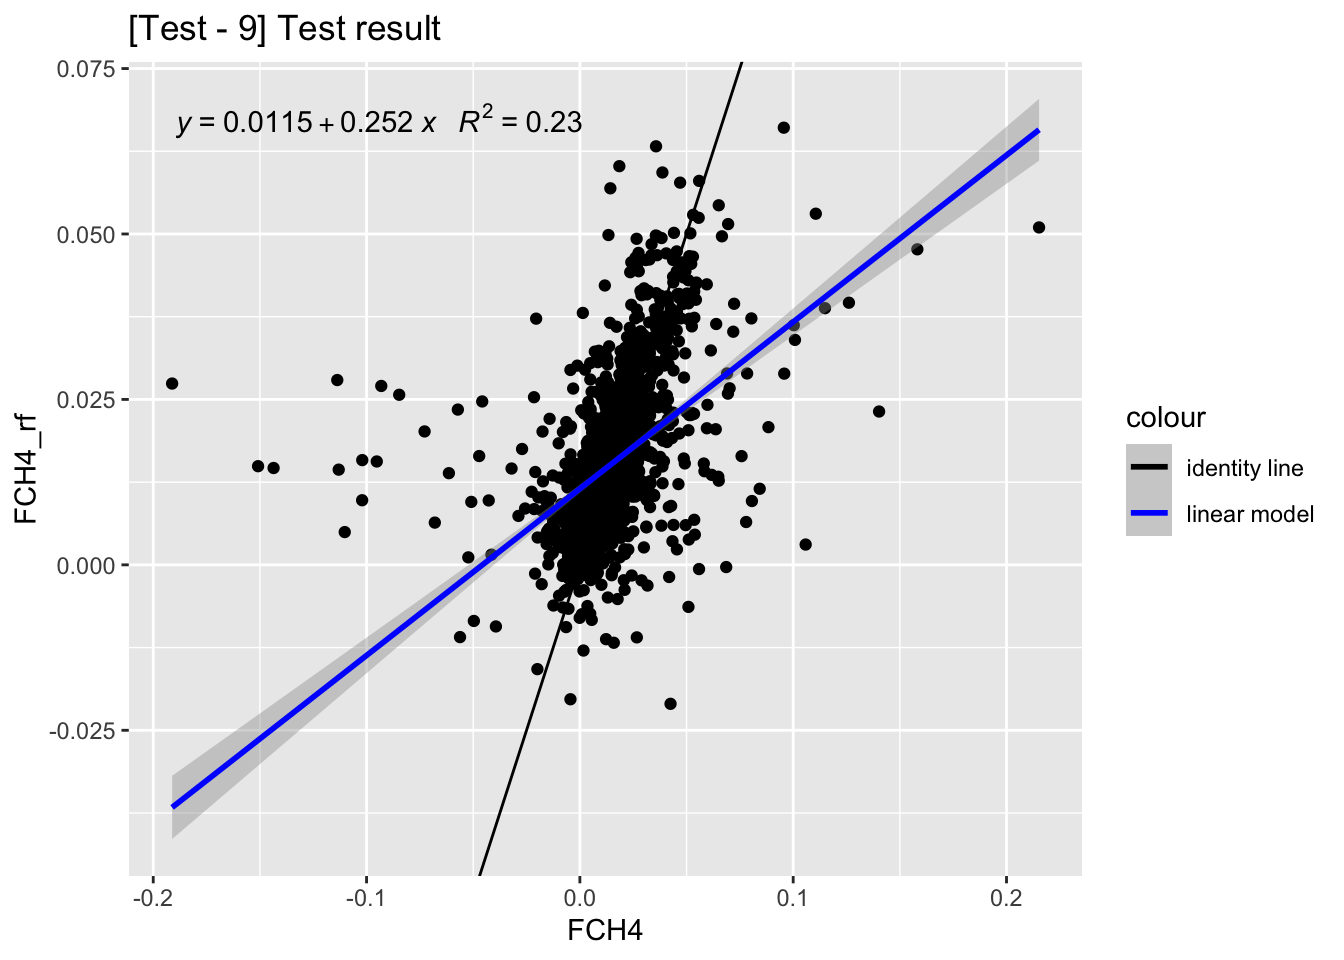 [Test - 9] Test result
y = 0.0115 + 0.252 x R² = 0.23
0.075
0.050
0.025
0.000
-0.025
FCH4_rf
-0.2 -0.1 0.0 0.1 0.2
FCH4
colour
identity line
linear model